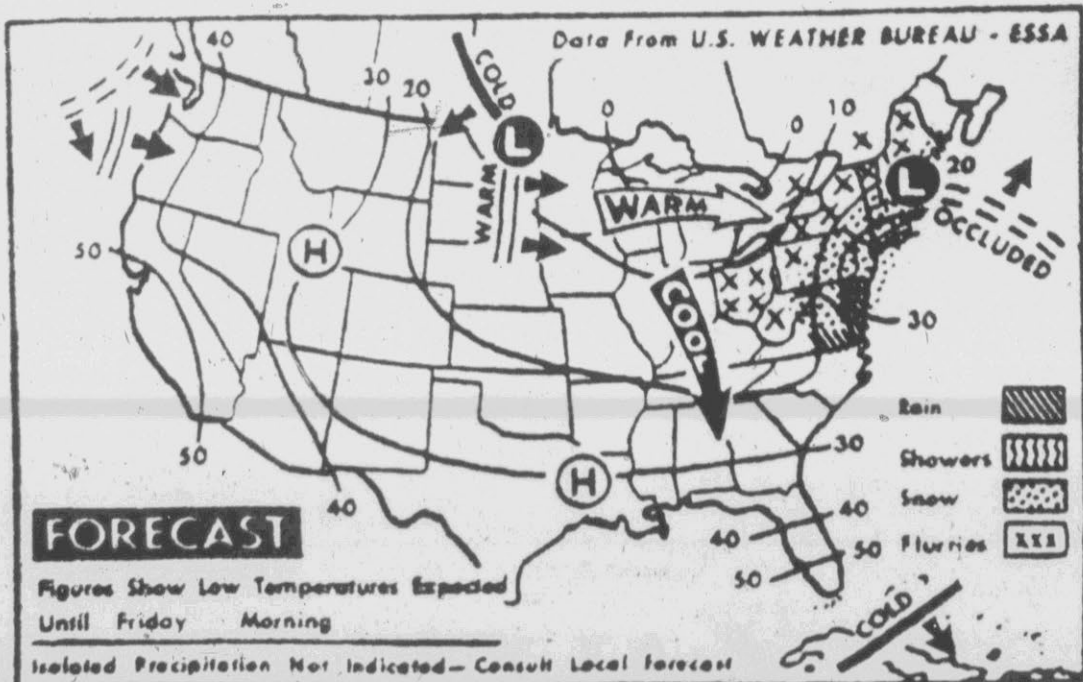 Data From U.S. WEATHER BUREAU - ESSA
40
30
20
COLD
0
0
10
L
20
L
WARM
WARM
OCCLUDED
H
50
COOL
30
Rain
Showers
Snow
Flurries
50
40
H
30
40
40
50
50
FORECAST
Figures Show Low Temperatures Expected
Until Friday Morning
Isolated Precipitation Not Indicated— Consult Local Forecast
COLD